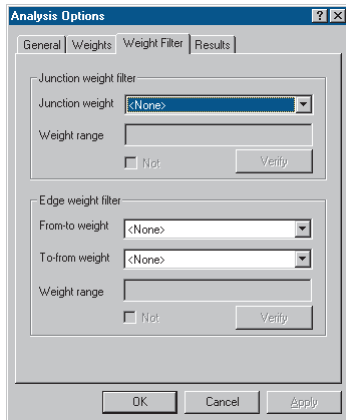 Analysis Options
General Weights Weight Filter Results
Junction weight filter
Junction weight <None>
Weight range
Not Verify
Edge weight filter
From-to weight <None>
To-from weight <None>
Weight range
Not Verify
OK Cancel Apply